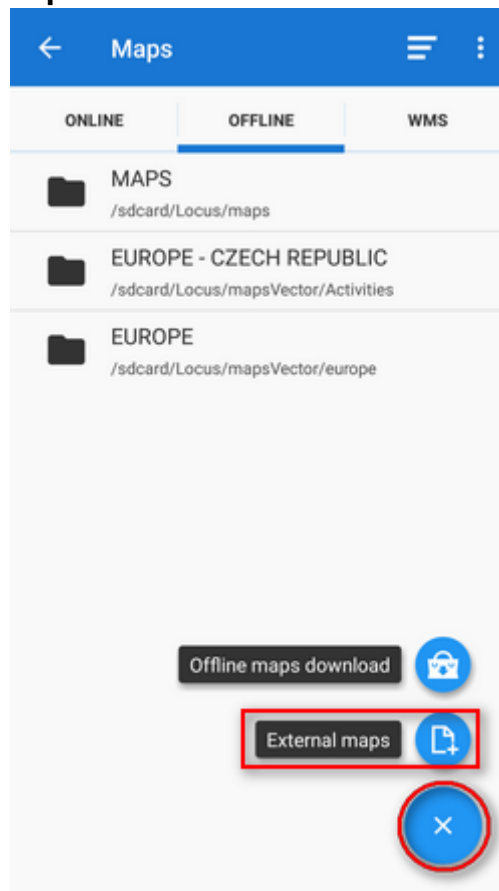 Maps
ONLINE
OFFLINE
WMS
MAPS
/sdcard/Locus/maps
EUROPE - CZECH REPUBLIC
/sdcard/Locus/mapsVector/Activities
EUROPE
/sdcard/Locus/mapsVector/europe
Offline maps download
External maps